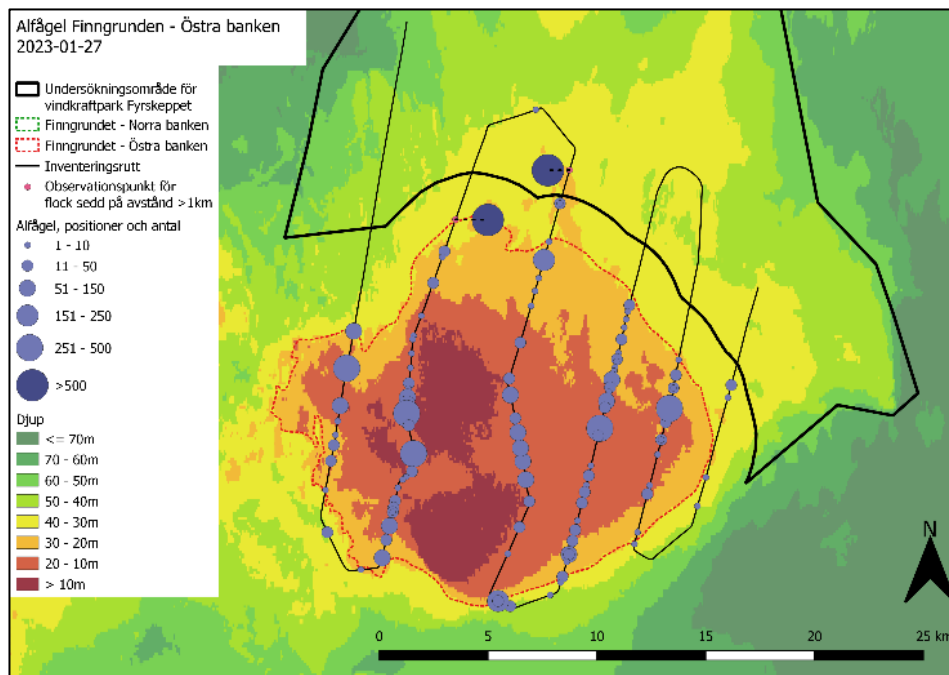 Alfågel Finngrunden - Östra banken
2023-01-27
Undersökningsområde för
vindkraftpark Fyrskeppet
Finngrundet - Norra banken
Finngrundet - Östra banken
Inventeringsrutt
Observationspunkt för
flock sedd på avstånd >1km
Alfågel, positioner och antal
1 - 10
11 - 50
51 - 150
151 - 250
251 - 500
>500
Djup
<= 70m
70 - 60m
60 - 50m
50 - 40m
40 - 30m
30 - 20m
20 - 10m
> 10m
N
0 5 10 15 20 25 km